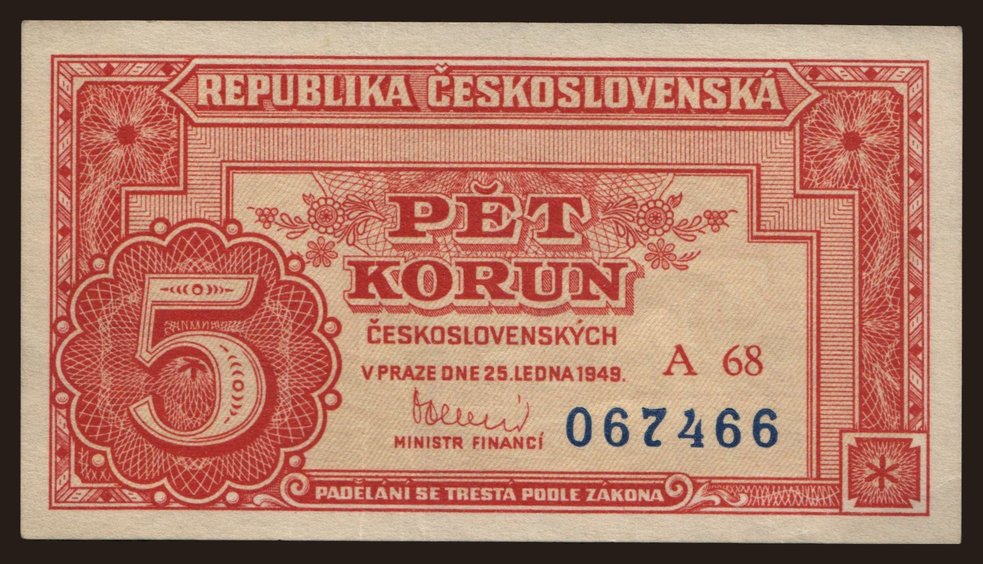 REPUBLIKA ČESKOSLOVENSKÁ
PĚT
KORUN
ČESKOSLOVENSKÝCH
V PRAZE DNE 25. LEDNA 1949.
A 68
MINISTR FINANCÍ
067466
5
PADĚLÁNÍ SE TRESTÁ PODLE ZÁKONA